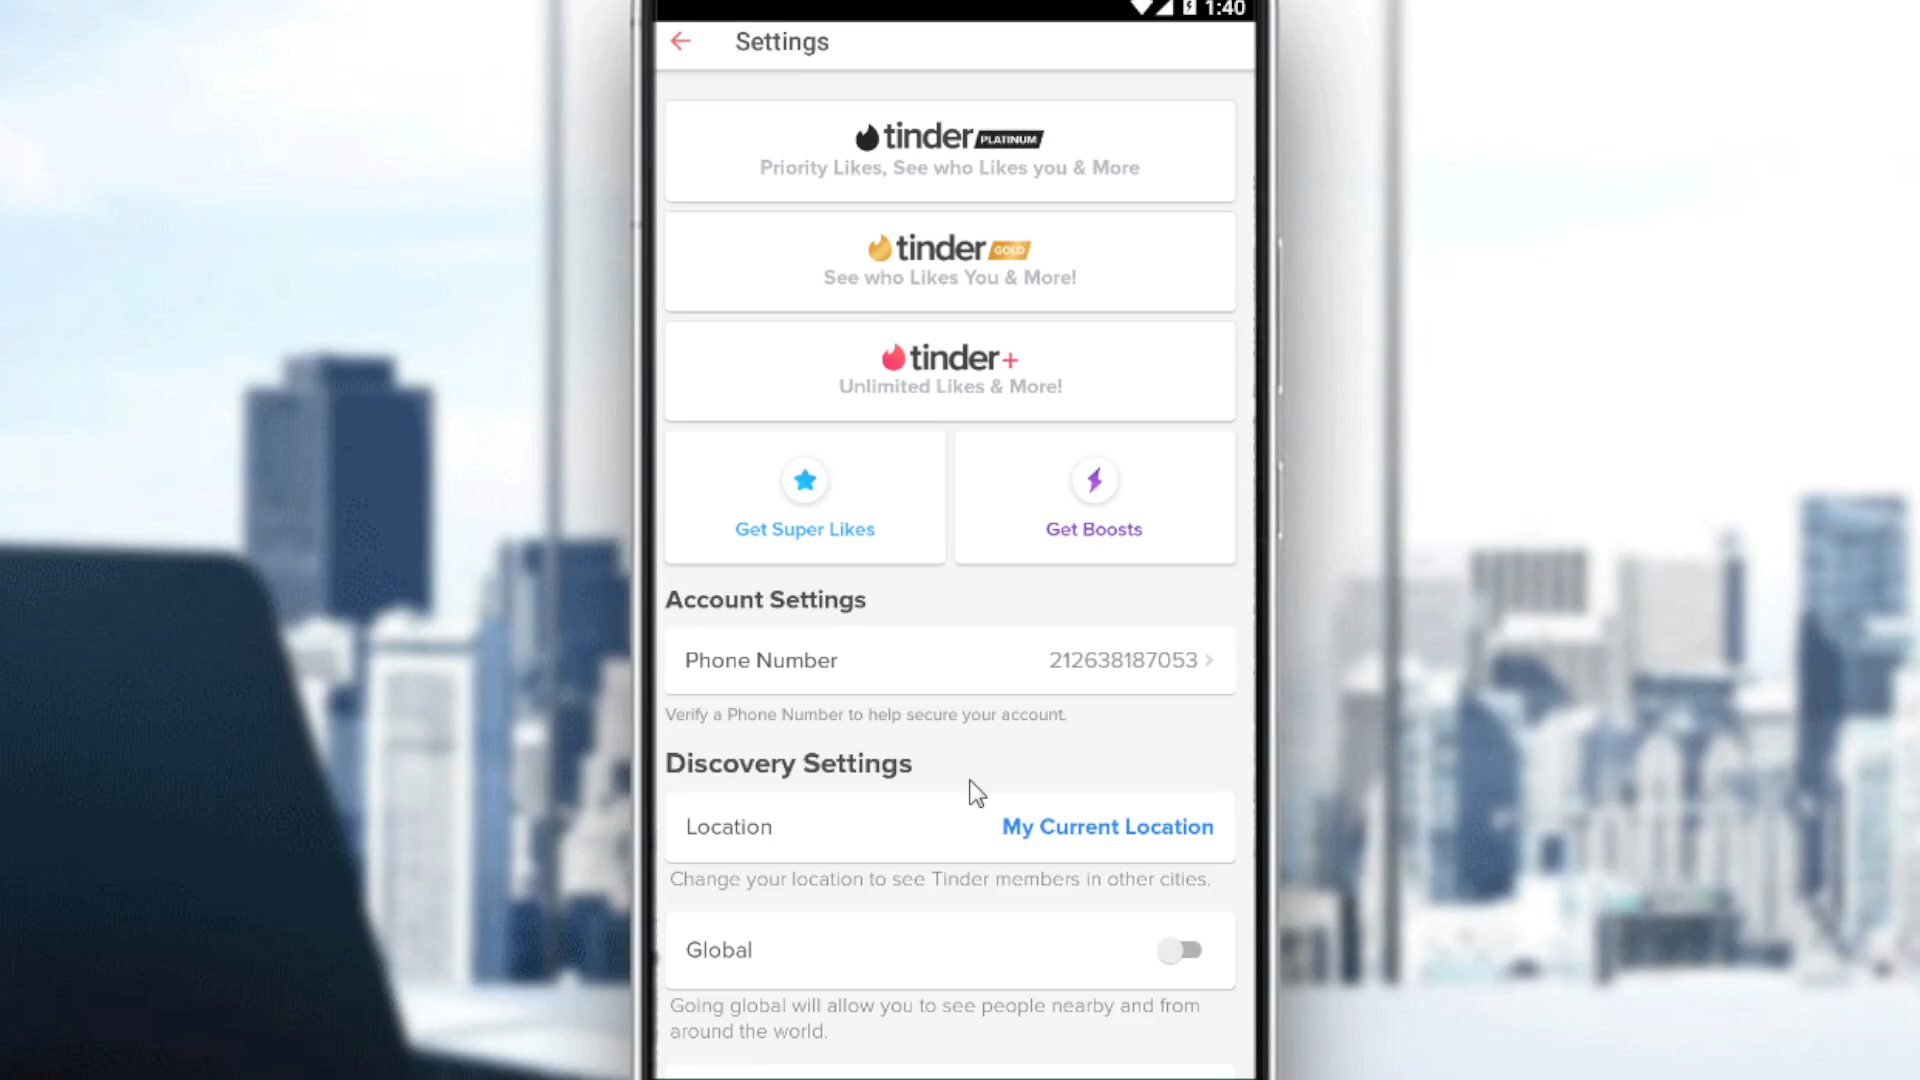 1:40
Settings
tinder PLATINUM
Priority Likes, See who Likes you & More
tinder GOLD
See who Likes You & More!
tinder+
Unlimited Likes & More!
Get Super Likes
Get Boosts
Account Settings
Phone Number 212638187053
Verify a Phone Number to help secure your account.
Discovery Settings
Location My Current Location
Change your location to see Tinder members in other cities.
Global
Going global will allow you to see people nearby and from
around the world.